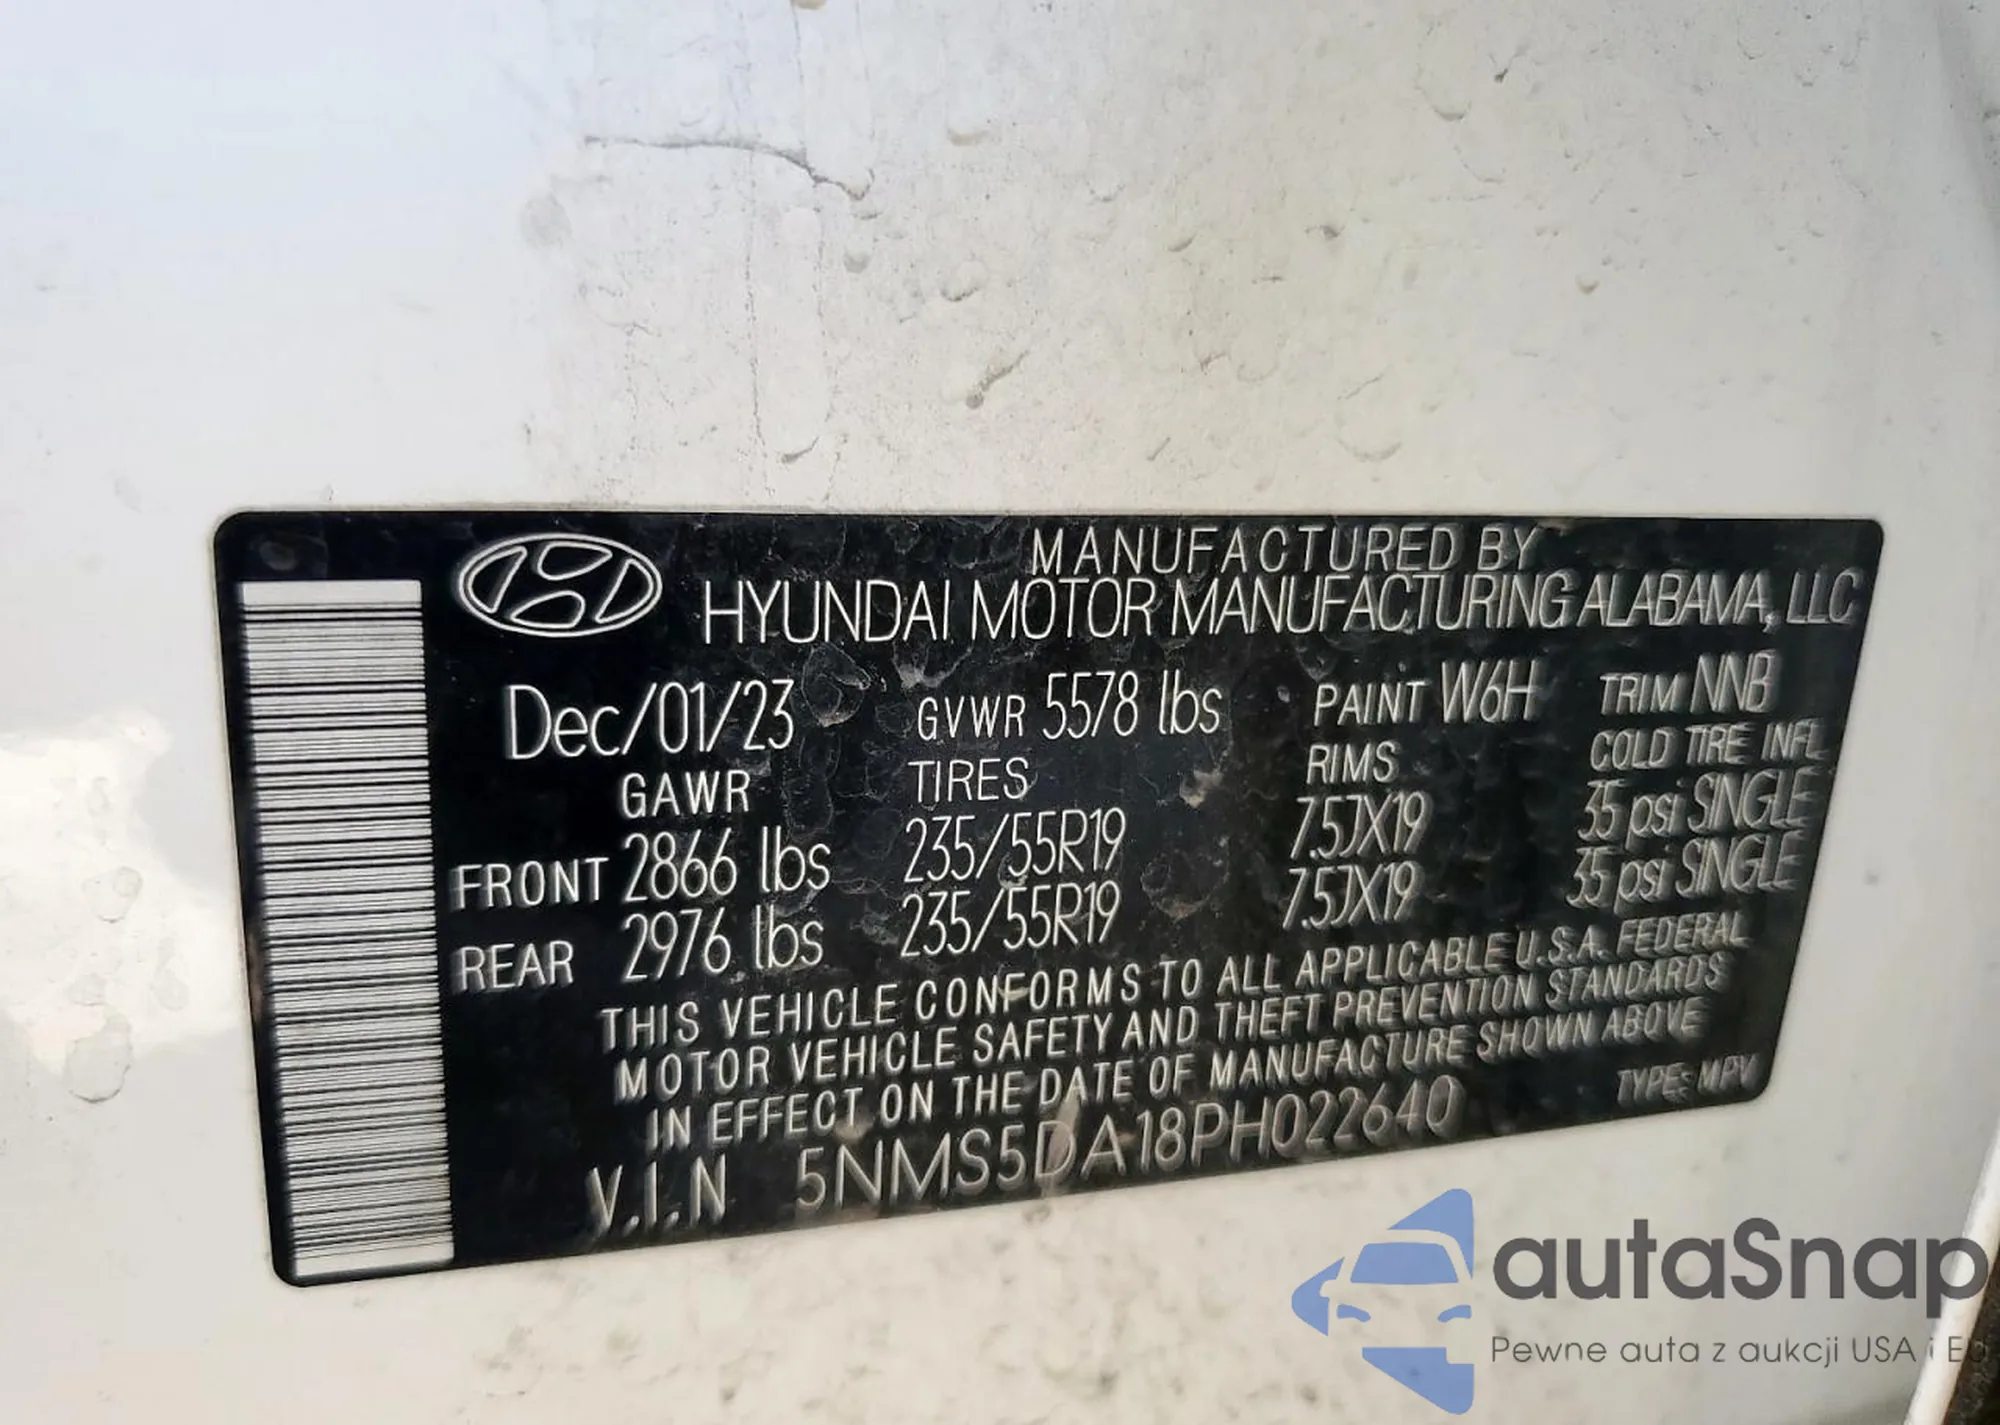 MANUFACTURED BY
HYUNDAI MOTOR MANUFACTURING ALABAMA, LLC
Dec/01/23 GVWR 5578 lbs PAINT W6H TRIM NNB
GAWR TIRES RIMS COLD TIRE INFL
FRONT 2866 lbs 235/55R19 7.5JX19 35 psi SINGLE
REAR 2976 lbs 235/55R19 7.5JX19 35 psi SINGLE
THIS VEHICLE CONFORMS TO ALL APPLICABLE U.S.A. FEDERAL
MOTOR VEHICLE SAFETY AND THEFT PREVENTION STANDARDS
IN EFFECT ON THE DATE OF MANUFACTURE SHOWN ABOVE
V.I.N 5NMS5DA18PH022640 TYPE: MPV
autaSnap
Pewne auta z aukcji USA i